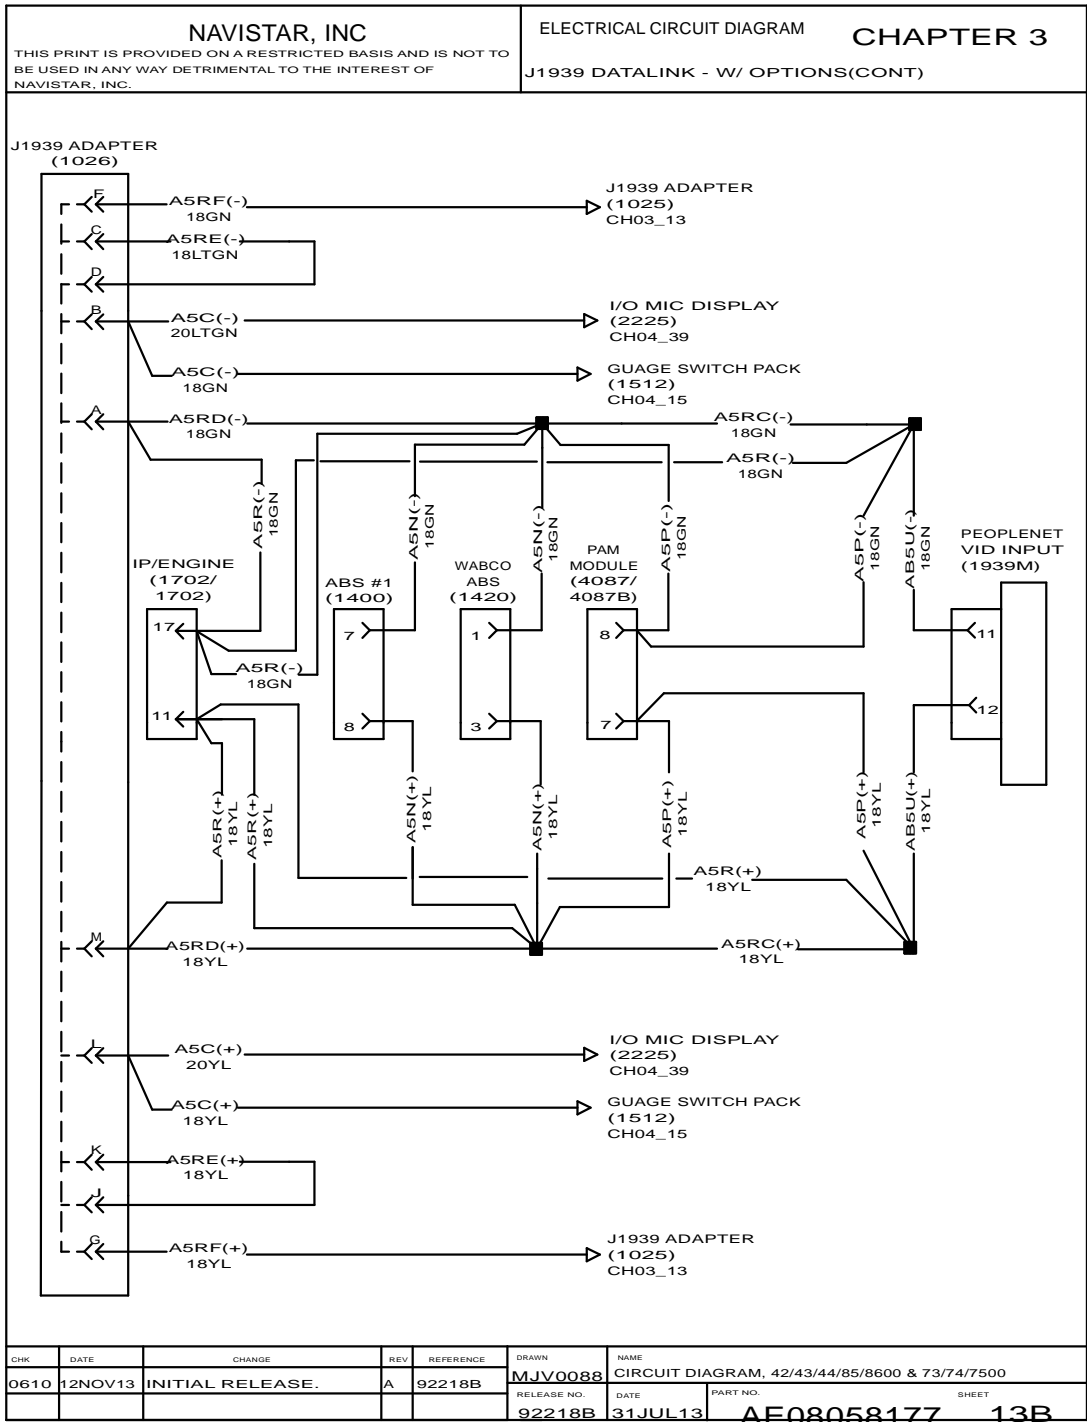 NAVISTAR, INC
THIS PRINT IS PROVIDED ON A RESTRICTED BASIS AND IS NOT TO
BE USED IN ANY WAY DETRIMENTAL TO THE INTEREST OF
NAVISTAR, INC.
ELECTRICAL CIRCUIT DIAGRAM
CHAPTER 3
J1939 DATALINK - W/ OPTIONS(CONT)
J1939 ADAPTER
(1026)
F
A5RF(-)
18GN
J1939 ADAPTER
(1025)
CH03_13
C
A5RE(-)
18LTGN
D
B
A5C(-)
20LTGN
I/O MIC DISPLAY
(2225)
CH04_39
A5C(-)
18GN
GUAGE SWITCH PACK
(1512)
CH04_15
A
A5RD(-)
18GN
A5RC(-)
18GN
A5R(-)
18GN
A5R(-)
18GN
A5N(-)
18GN
A5N(-)
18GN
A5P(-)
18GN
A5P(-)
18GN
AB5U(-)
18GN
IP/ENGINE
(1702/
1702)
ABS #1
(1400)
WABCO
ABS
(1420)
PAM
MODULE
(4087/
4087B)
PEOPLENET
VID INPUT
(1939M)
17
7
1
8
11
A5R(-)
18GN
11
8
3
7
12
A5R(+)
18YL
A5R(+)
18YL
A5N(+)
18YL
A5N(+)
18YL
A5P(+)
18YL
A5P(+)
18YL
AB5U(+)
18YL
A5R(+)
18YL
M
A5RD(+)
18YL
A5RC(+)
18YL
L
A5C(+)
20YL
I/O MIC DISPLAY
(2225)
CH04_39
A5C(+)
18YL
GUAGE SWITCH PACK
(1512)
CH04_15
K
A5RE(+)
18YL
J
G
A5RF(+)
18YL
J1939 ADAPTER
(1025)
CH03_13
CHK DATE CHANGE REV REFERENCE
0610 12NOV13 INITIAL RELEASE. A 92218B
DRAWN NAME
MJV0088 CIRCUIT DIAGRAM, 42/43/44/85/8600 & 73/74/7500
RELEASE NO. DATE PART NO. SHEET
92218B 31JUL13 AF08058177 13B